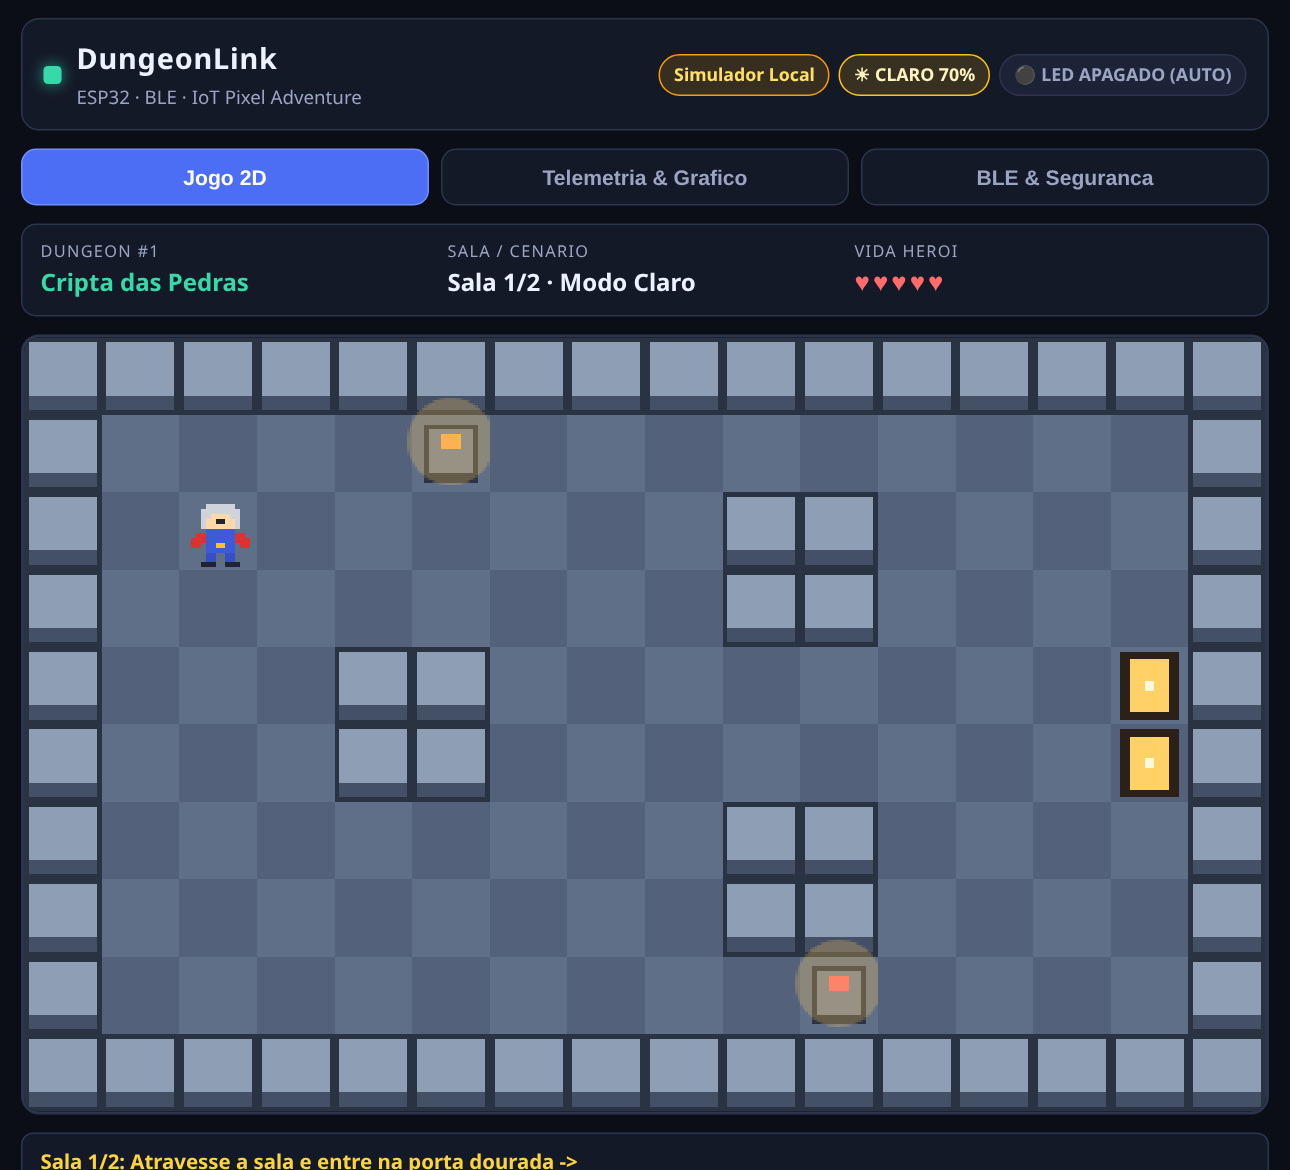 DungeonLink
ESP32 · BLE · IoT Pixel Adventure
Simulador Local
☀ CLARO 70%
LED APAGADO (AUTO)
Jogo 2D
Telemetria & Grafico
BLE & Seguranca
DUNGEON #1
Cripta das Pedras
SALA / CENARIO
Sala 1/2 · Modo Claro
VIDA HEROI
♥♥♥♥♥
Sala 1/2: Atravesse a sala e entre na porta dourada ->